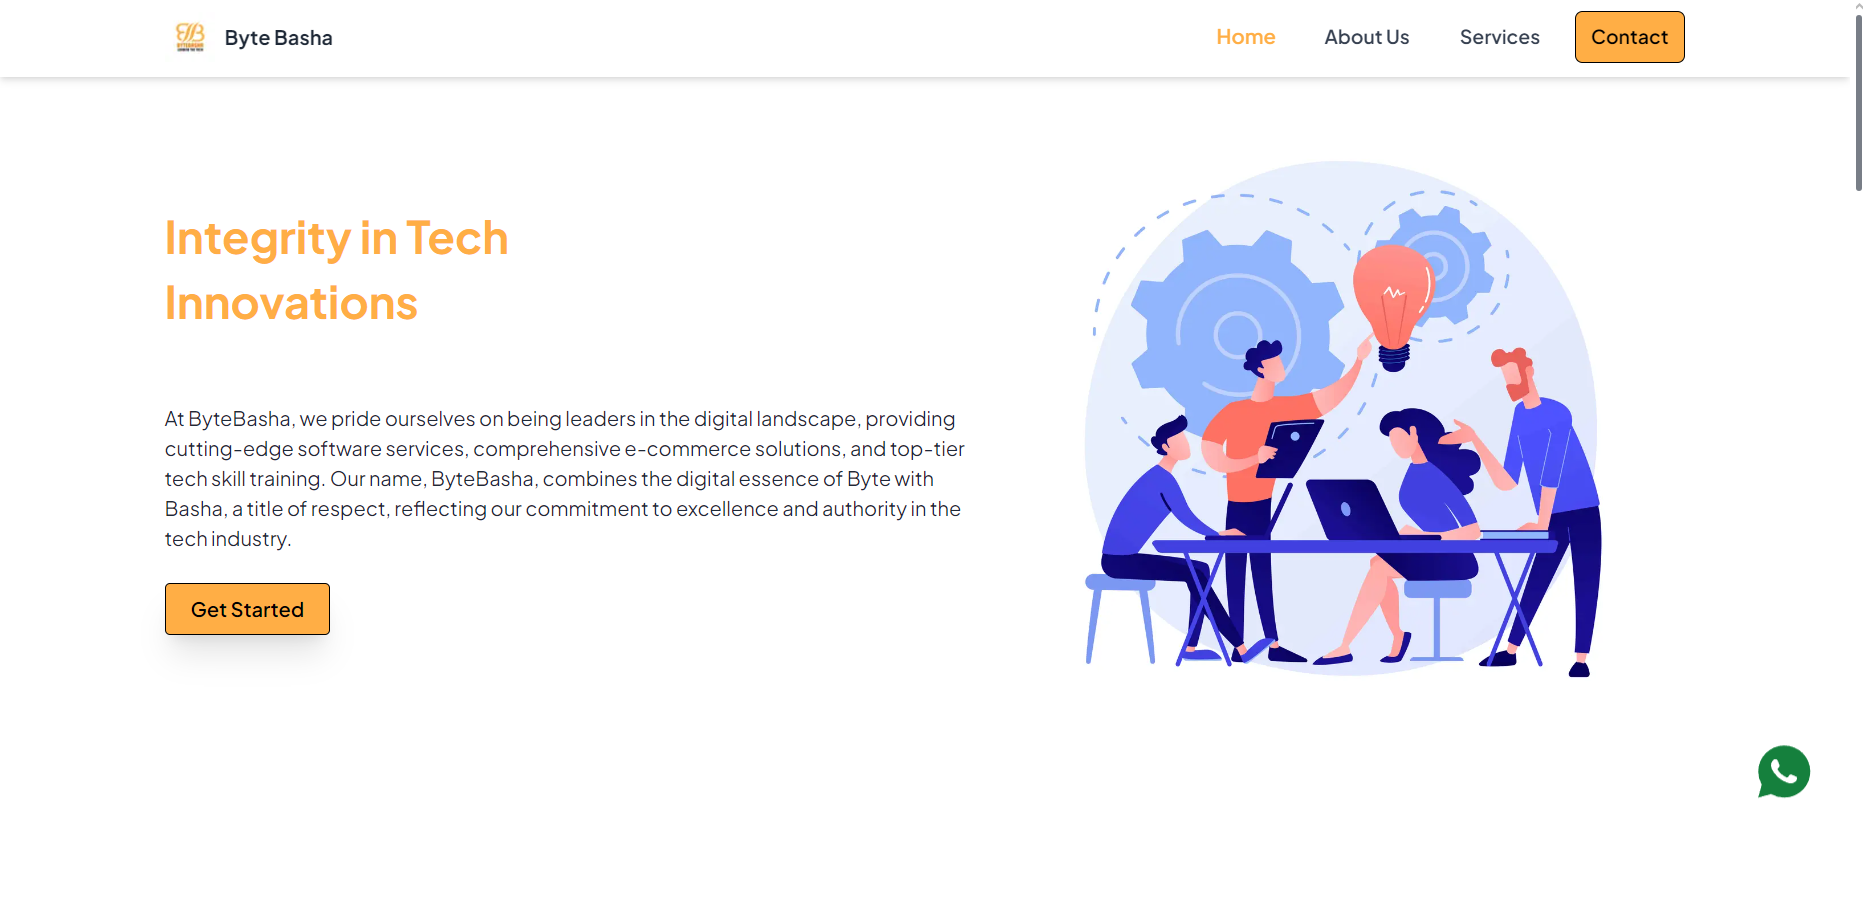 Byte Basha
Home
About Us
Services
Contact
Integrity in Tech
Innovations
At ByteBasha, we pride ourselves on being leaders in the digital landscape, providing
cutting-edge software services, comprehensive e-commerce solutions, and top-tier
tech skill training. Our name, ByteBasha, combines the digital essence of Byte with
Basha, a title of respect, reflecting our commitment to excellence and authority in the
tech industry.
Get Started